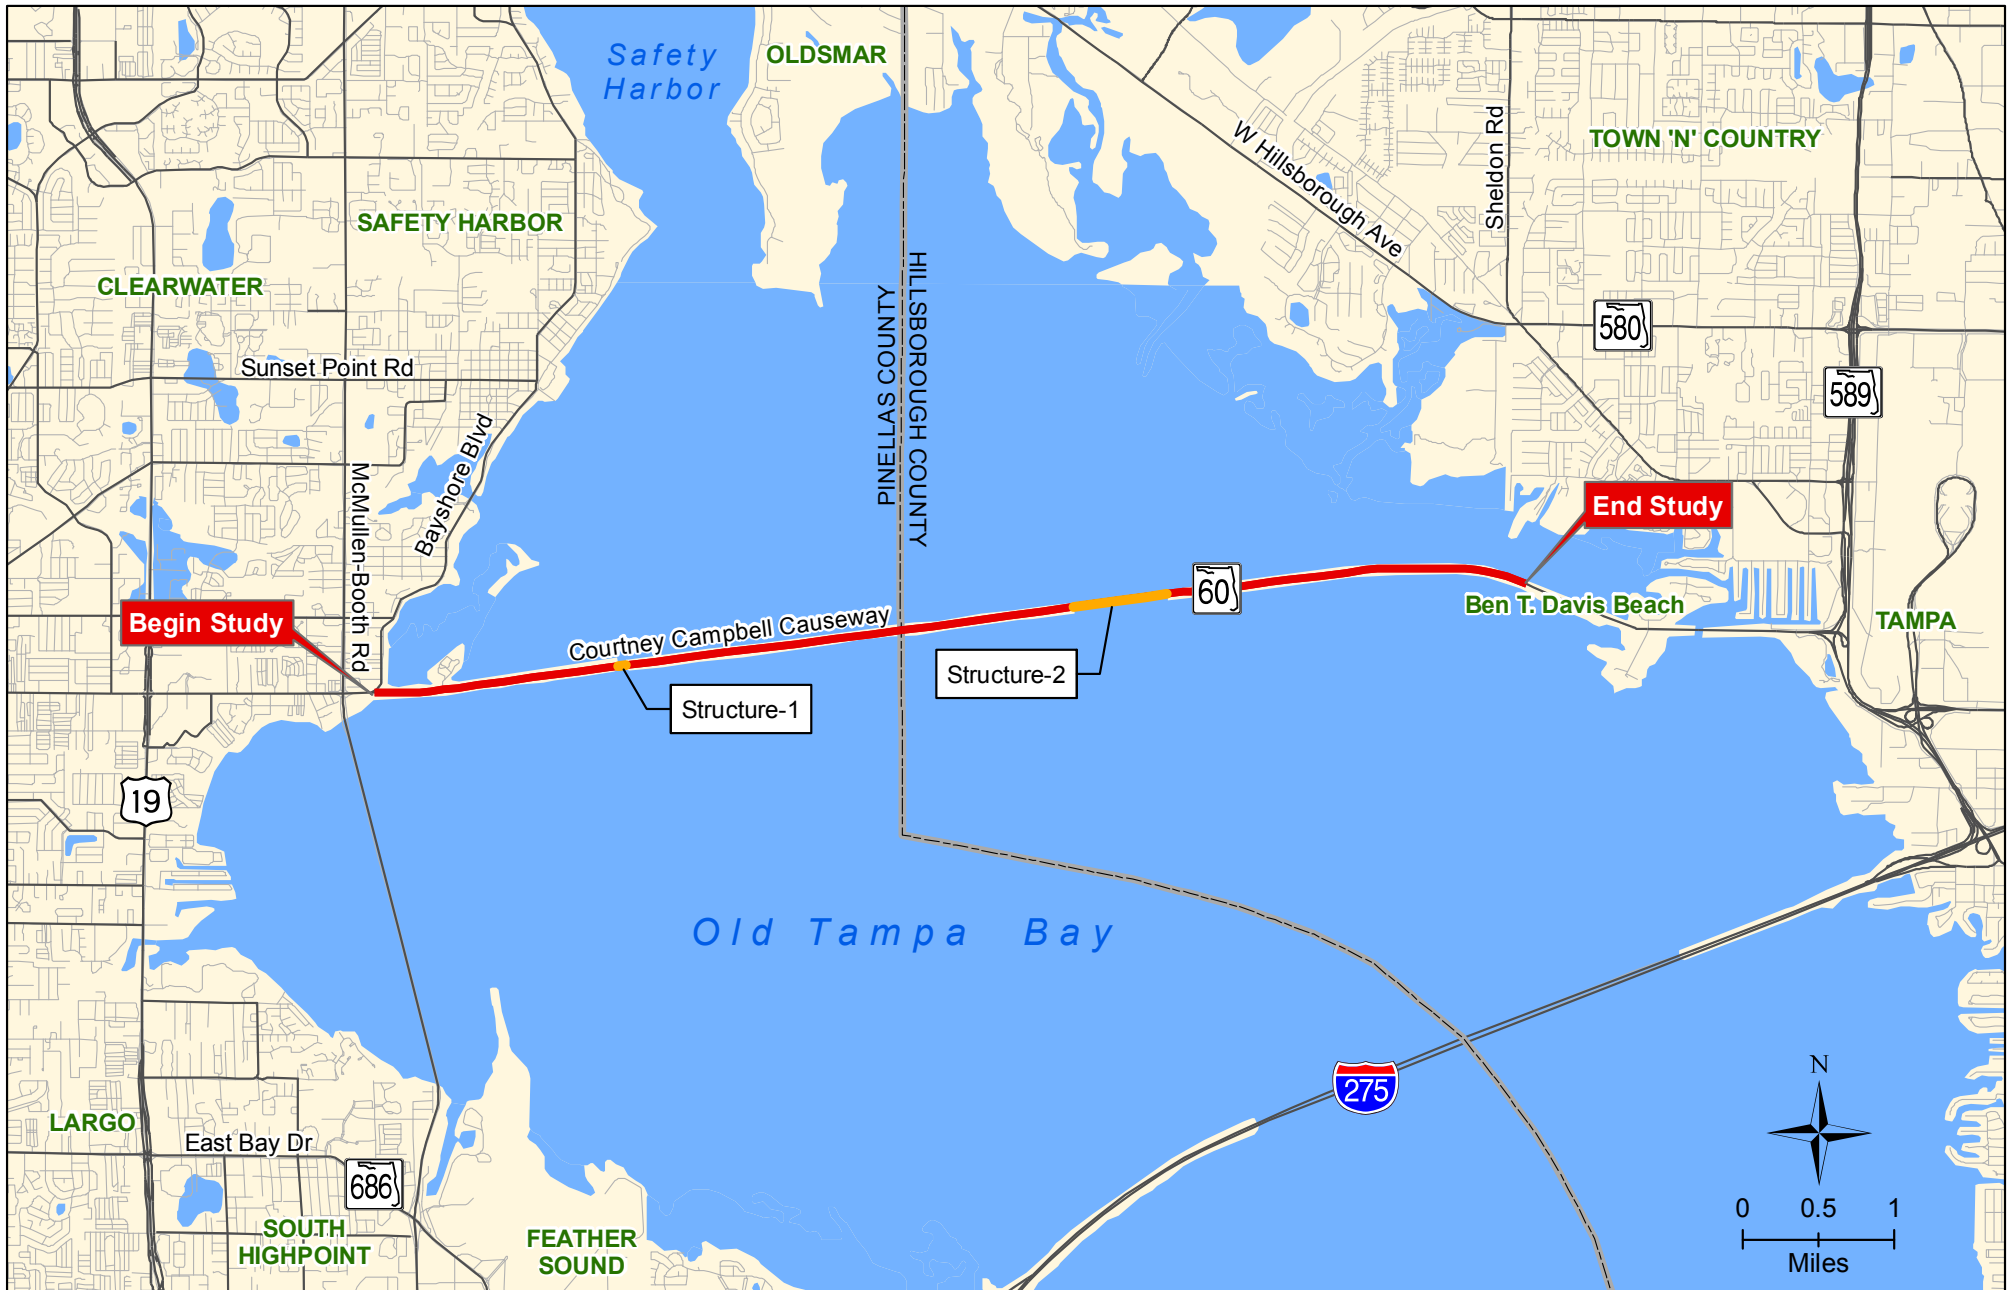 Safety
Harbor
OLDSMAR
TOWN 'N' COUNTRY
Sheldon Rd
W Hillsborough Ave
SAFETY HARBOR
CLEARWATER
PINELLAS COUNTY
HILLSBOROUGH COUNTY
580
589
Sunset Point Rd
McMullen-Booth Rd
Bayshore Blvd
End Study
60
Ben T. Davis Beach
TAMPA
Begin Study
Courtney Campbell Causeway
Structure-2
Structure-1
19
Old Tampa Bay
275
N
LARGO
East Bay Dr
686
SOUTH
HIGHPOINT
FEATHER
SOUND
0 0.5 1
Miles